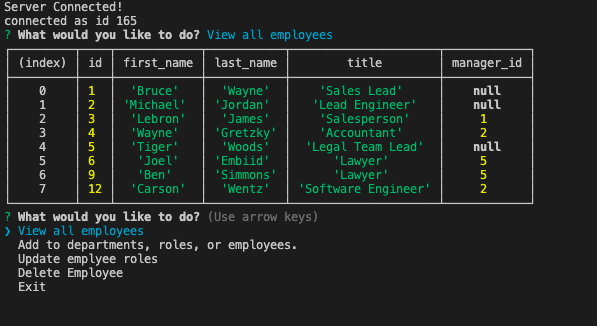 Server Connected!
connected as id 165
? What would you like to do? View all employees
(index) id first_name last_name title manager_id
0 1 'Bruce' 'Wayne' 'Sales Lead' null
1 2 'Michael' 'Jordan' 'Lead Engineer' null
2 3 'Lebron' 'James' 'Salesperson' 1
3 4 'Wayne' 'Gretzky' 'Accountant' 2
4 5 'Tiger' 'Woods' 'Legal Team Lead' null
5 6 'Joel' 'Embiid' 'Lawyer' 5
6 9 'Ben' 'Simmons' 'Lawyer' 5
7 12 'Carson' 'Wentz' 'Software Engineer' 2
? What would you like to do? (Use arrow keys)
❯ View all employees
Add to departments, roles, or employees.
Update emplyee roles
Delete Employee
Exit